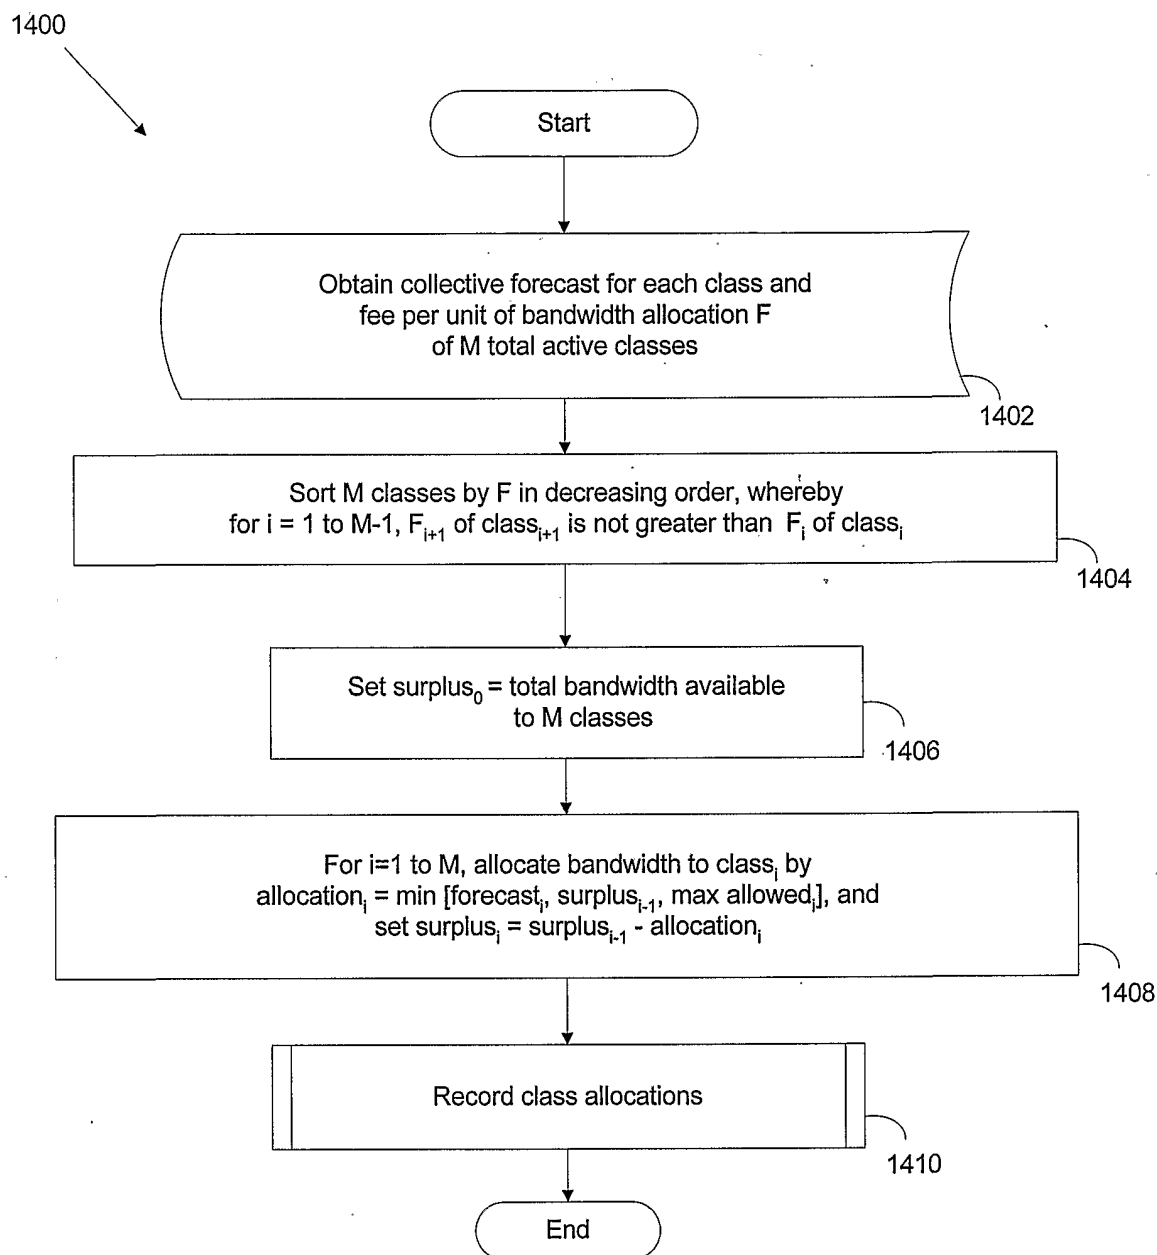 1400
Start
Obtain collective forecast for each class and
fee per unit of bandwidth allocation F
of M total active classes
1402
Sort M classes by F in decreasing order, whereby
for i = 1 to M-1, Fᵢ₊₁ of classᵢ₊₁ is not greater than Fᵢ of classᵢ
1404
Set surplus₀ = total bandwidth available
to M classes
1406
For i=1 to M, allocate bandwidth to classᵢ by
allocationᵢ = min [forecastᵢ, surplusᵢ₋₁, max allowedᵢ], and
set surplusᵢ = surplusᵢ₋₁ - allocationᵢ
1408
Record class allocations
1410
End